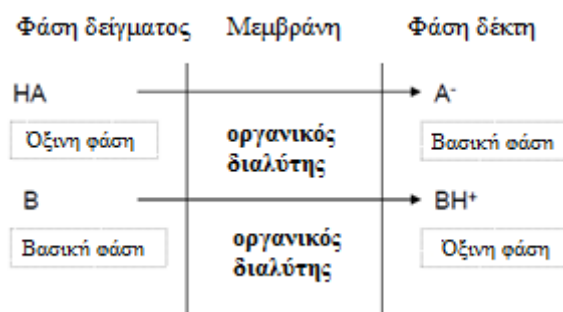 Φάση δείγματος Μεμβράνη Φάση δέκτη
HA A-
Όξινη φάση οργανικός διαλύτης Βασική φάση
B BH+
Βασική φάση οργανικός διαλύτης Όξινη φάση